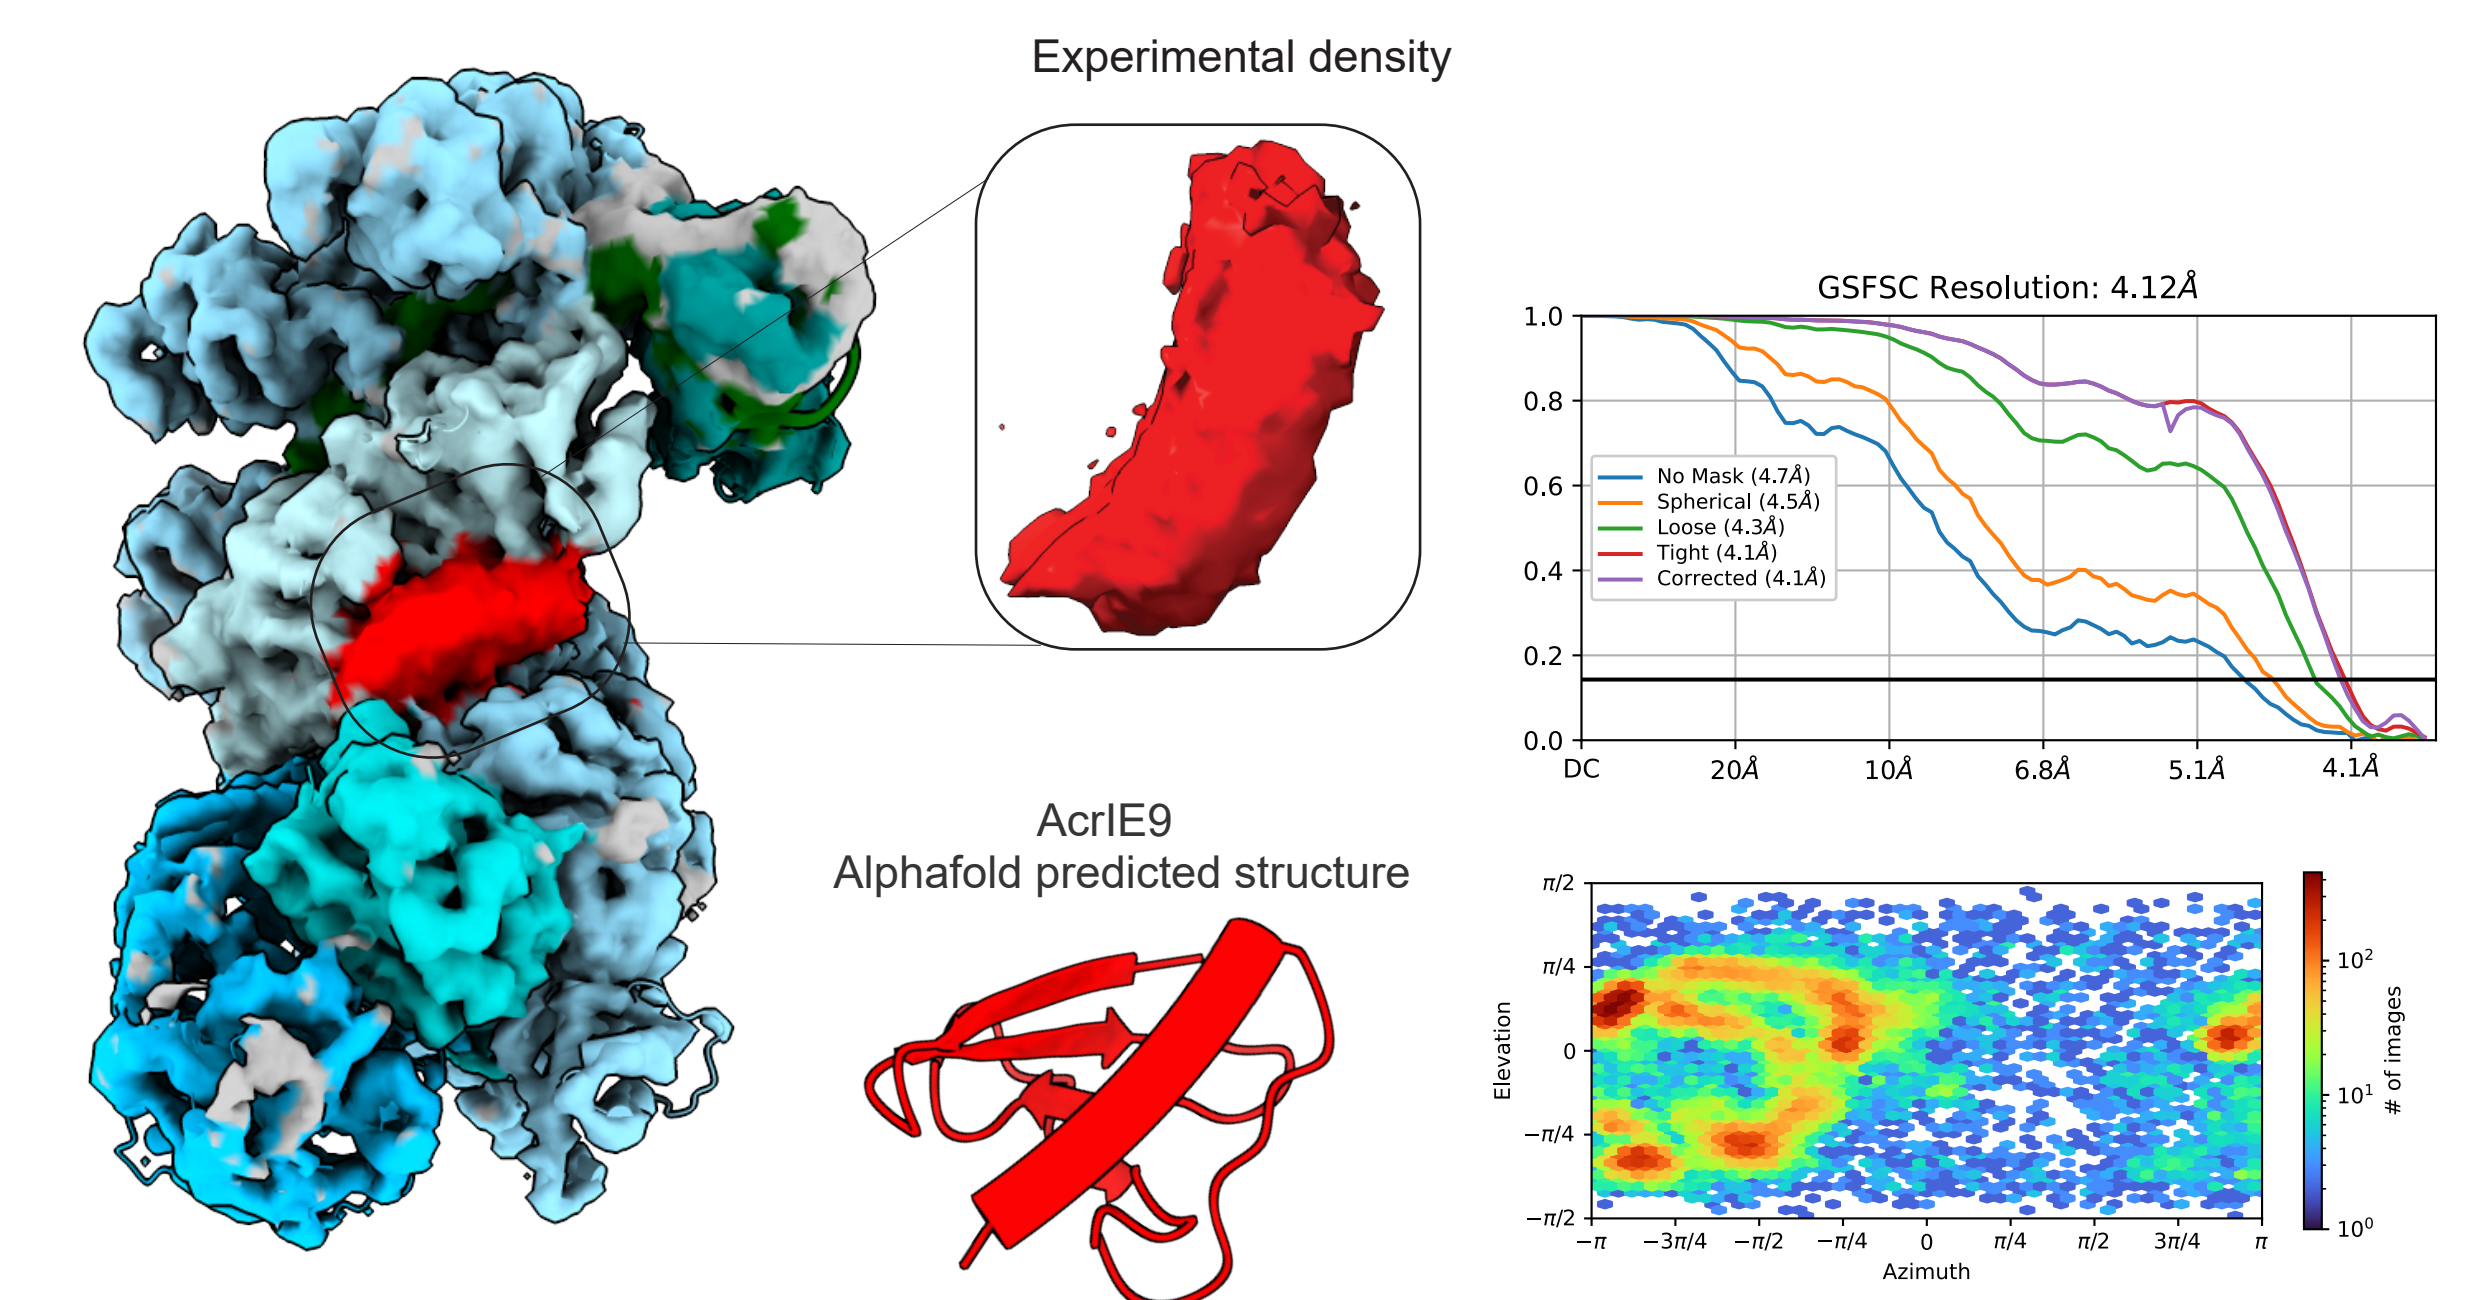 Experimental density
AcrIE9
Alphafold predicted structure
GSFSC Resolution: 4.12Å
1.0
0.8
0.6
0.4
0.2
0.0
No Mask (4.7Å)
Spherical (4.5Å)
Loose (4.3Å)
Tight (4.1Å)
Corrected (4.1Å)
DC 20Å 10Å 6.8Å 5.1Å 4.1Å
Elevation
π/2
π/4
0
−π/4
−π/2
−π −3π/4 −π/2 −π/4 0 π/4 π/2 3π/4 π
Azimuth
10²
10¹
10⁰
# of images